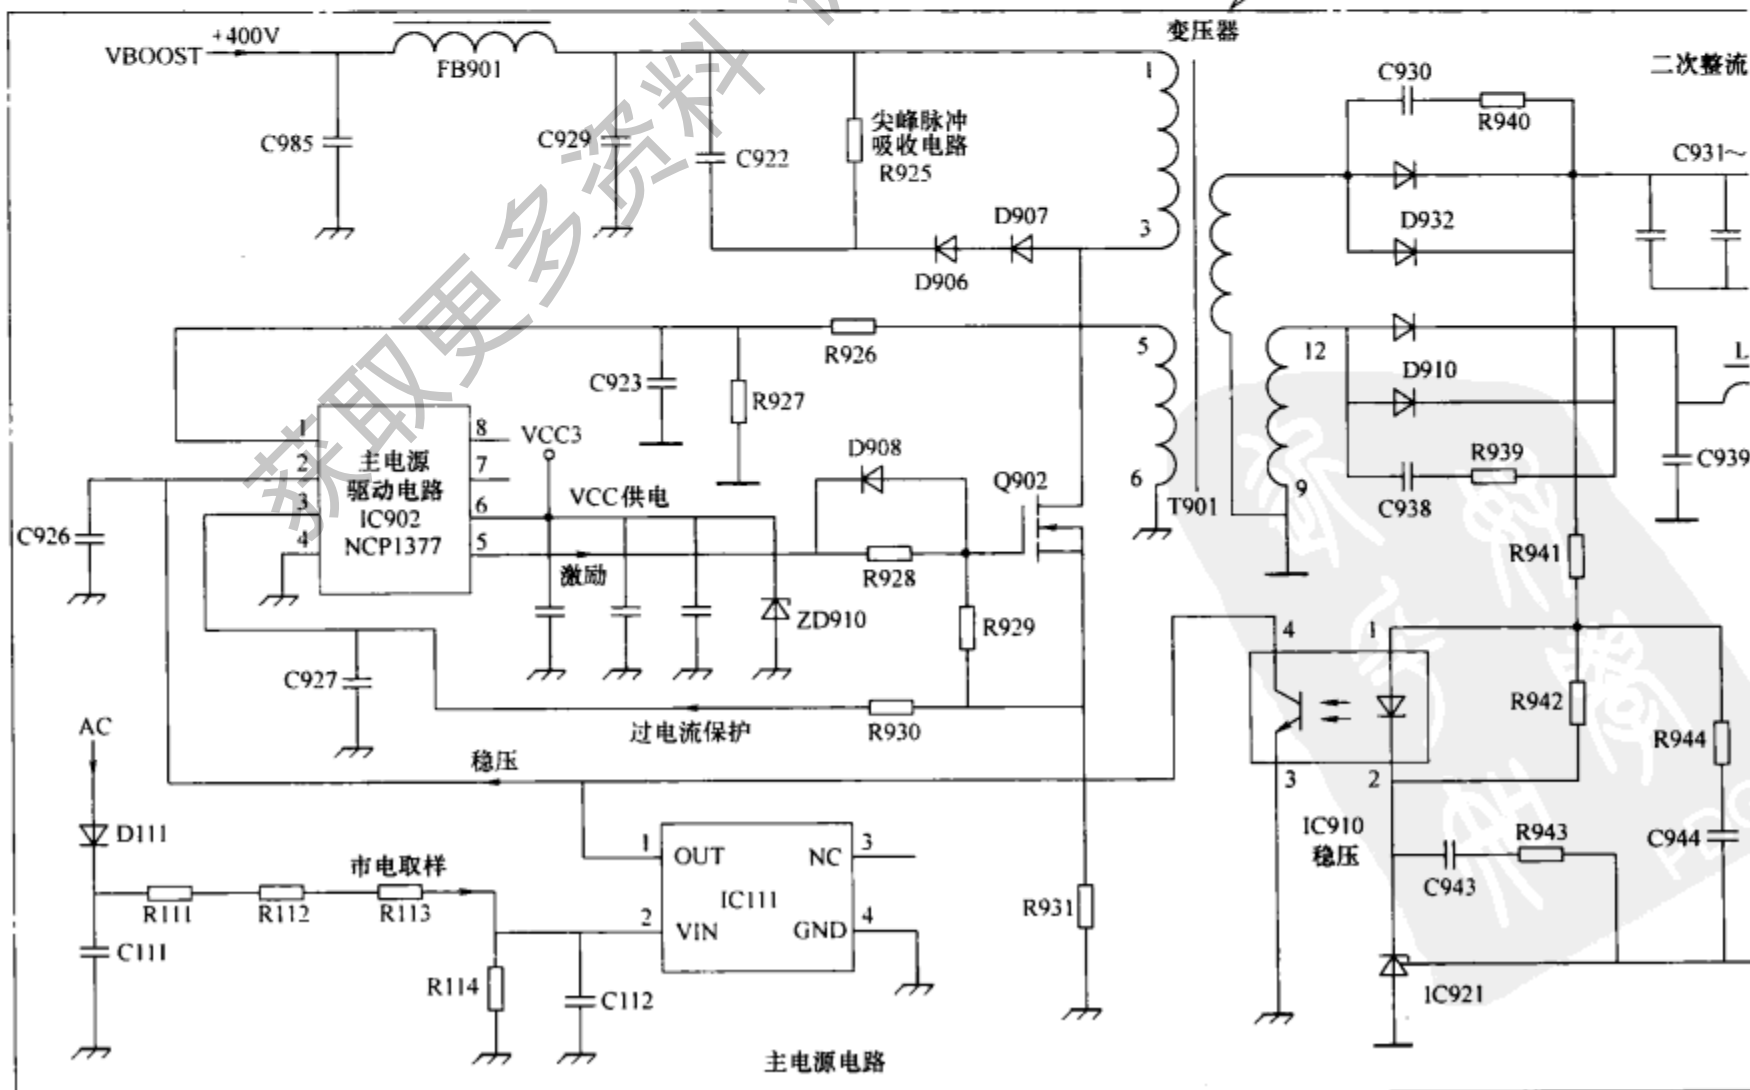 变压器
+400V
VBOOST
FB901
C985
C929
C922
尖峰脉冲
吸收电路
R925
1
3
D907
D906
C930
R940
二次整流
C931～
D932
R926
5
6
T901
12
9
D910
R939
C938
C939
L
C923
R927
1
2
3
4
8
7
6
5
主电源
驱动电路
IC902
NCP1377
VCC3
VCC供电
激励
D908
Q902
R928
R929
ZD910
C926
C927
R930
过电流保护
稳压
R941
4
1
3
2
R942
R944
IC910
稳压
R943
C943
C944
IC921
AC
D111
市电取样
R111
R112
R113
C111
R114
C112
1
OUT
NC
3
IC111
2
VIN
GND
4
R931
主电源电路
获取更多资料